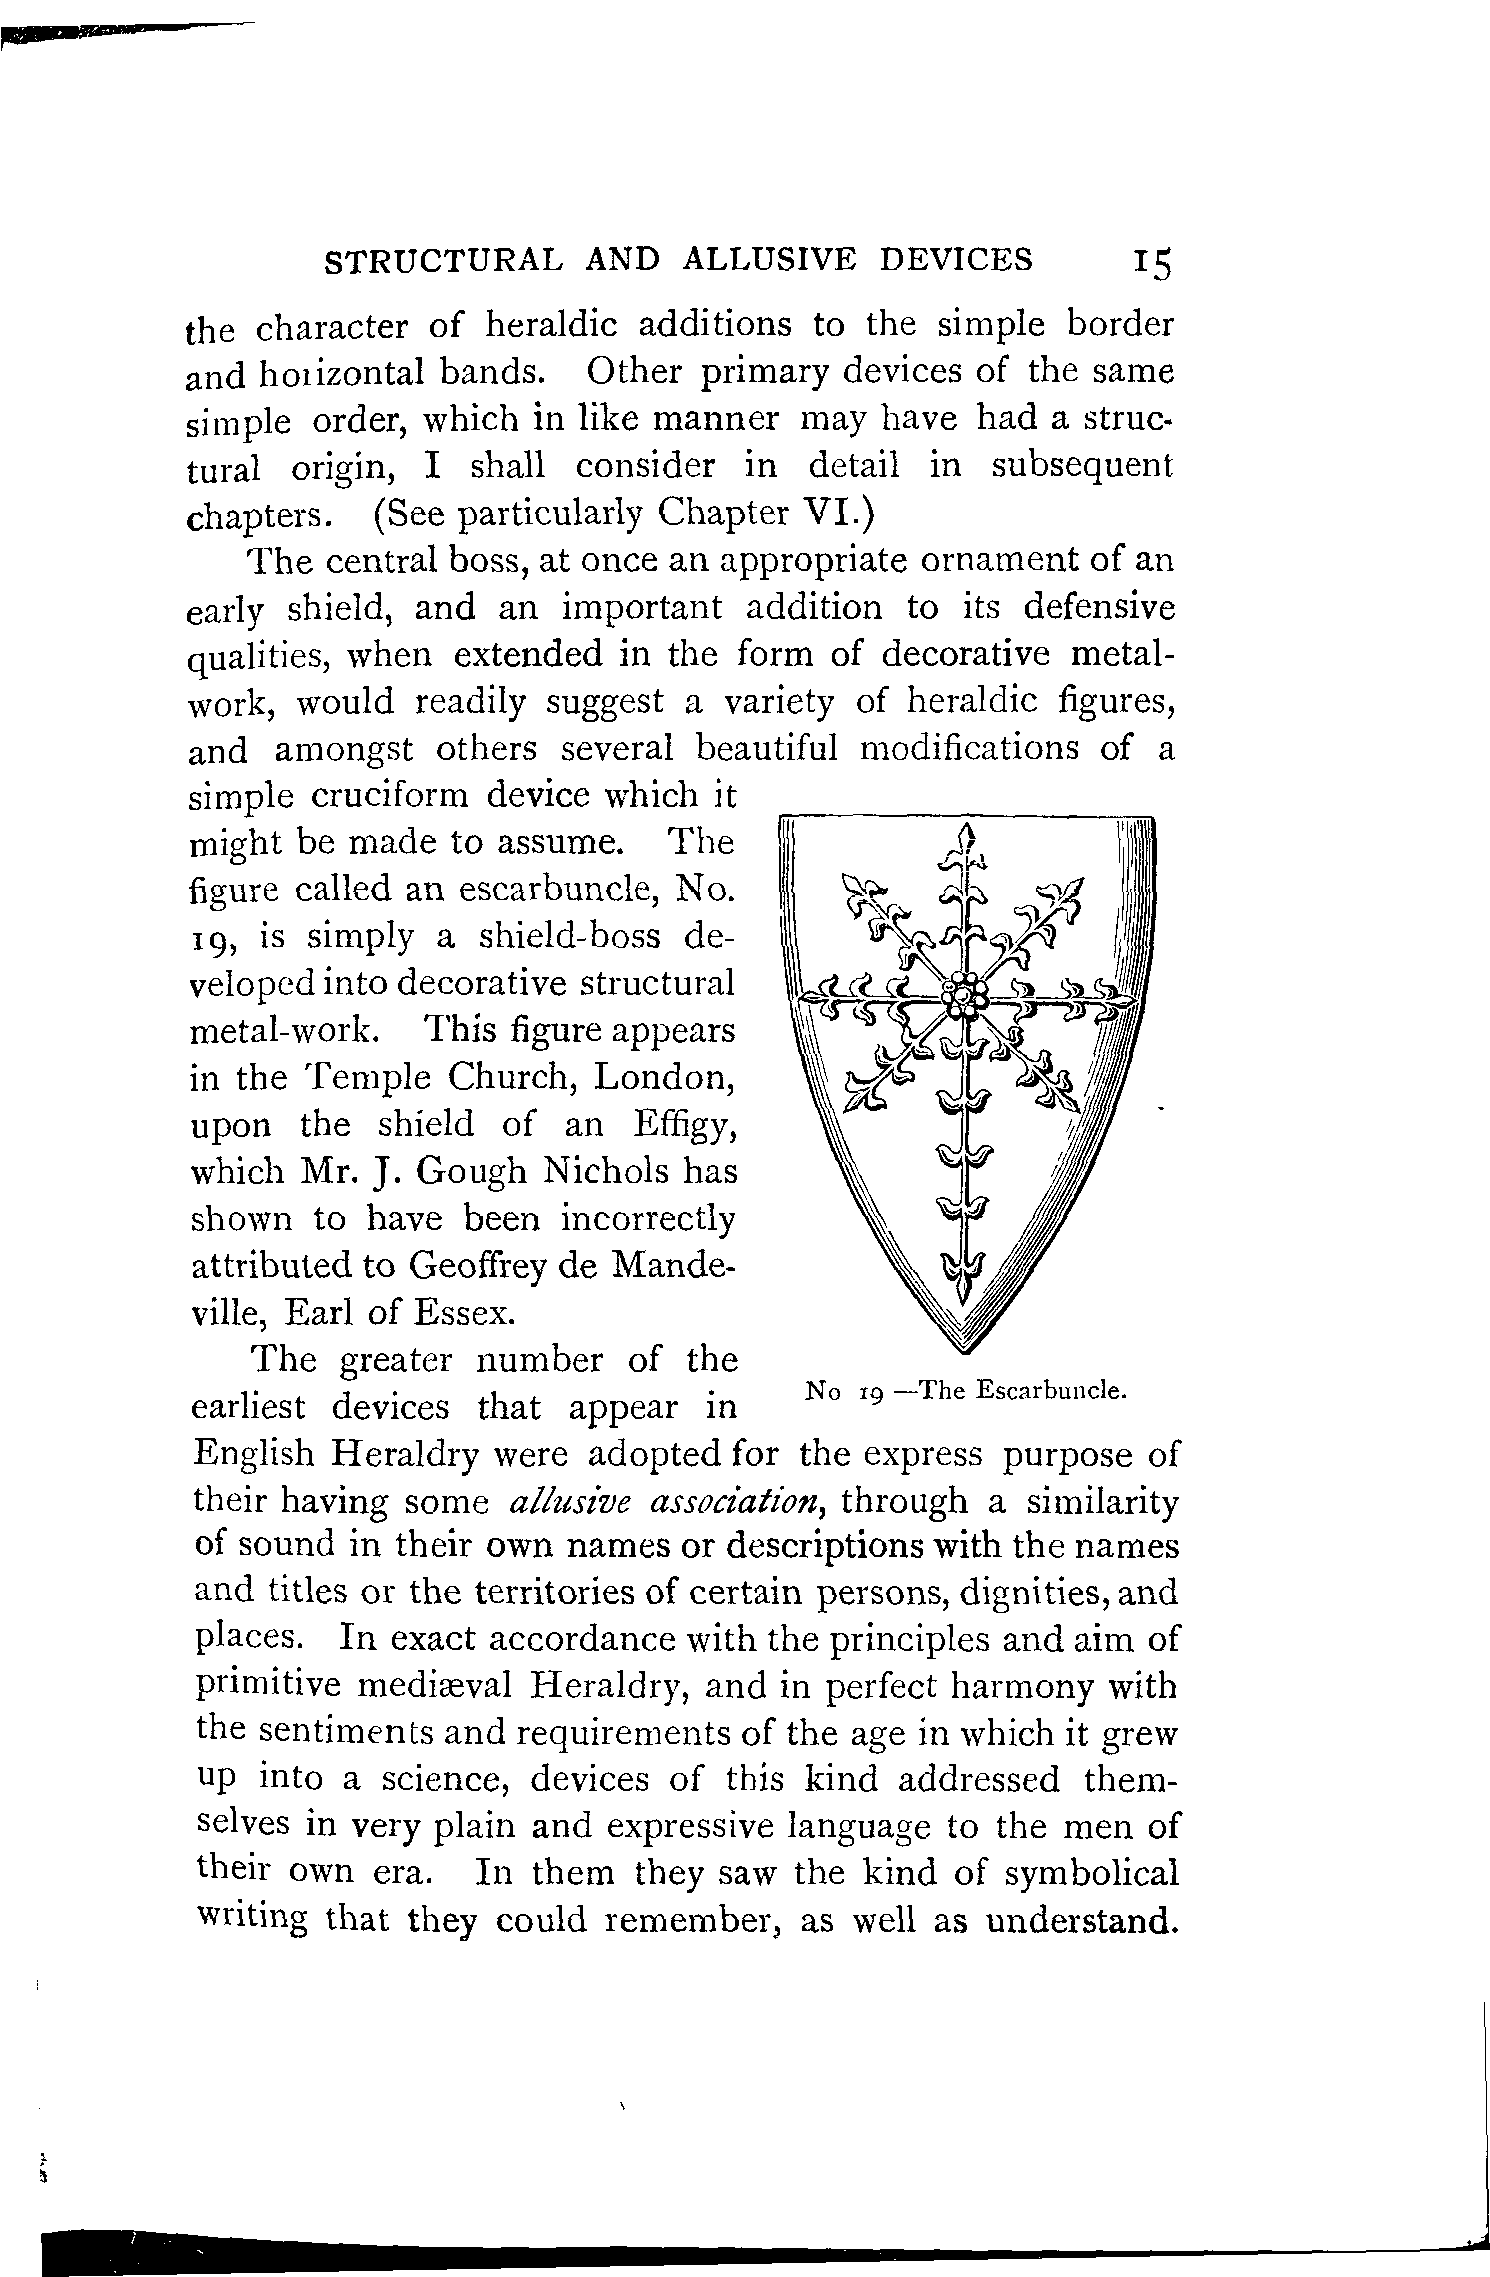 STRUCTURAL AND ALLUSIVE DEVICES 15
the character of heraldic additions to the simple border
and horizontal bands. Other primary devices of the same
simple order, which in like manner may have had a struc-
tural origin, I shall consider in detail in subsequent
chapters. (See particularly Chapter VI.)
The central boss, at once an appropriate ornament of an
early shield, and an important addition to its defensive
qualities, when extended in the form of decorative metal-
work, would readily suggest a variety of heraldic figures,
and amongst others several beautiful modifications of a
simple cruciform device which it
might be made to assume. The
figure called an escarbuncle, No.
19, is simply a shield-boss de-
veloped into decorative structural
metal-work. This figure appears
in the Temple Church, London,
upon the shield of an Effigy,
which Mr. J. Gough Nichols has
shown to have been incorrectly
attributed to Geoffrey de Mande-
ville, Earl of Essex.
The greater number of the
earliest devices that appear in
No 19 —The Escarbuncle.
English Heraldry were adopted for the express purpose of
their having some allusive association, through a similarity
of sound in their own names or descriptions with the names
and titles or the territories of certain persons, dignities, and
places. In exact accordance with the principles and aim of
primitive mediæval Heraldry, and in perfect harmony with
the sentiments and requirements of the age in which it grew
up into a science, devices of this kind addressed them-
selves in very plain and expressive language to the men of
their own era. In them they saw the kind of symbolical
writing that they could remember, as well as understand.